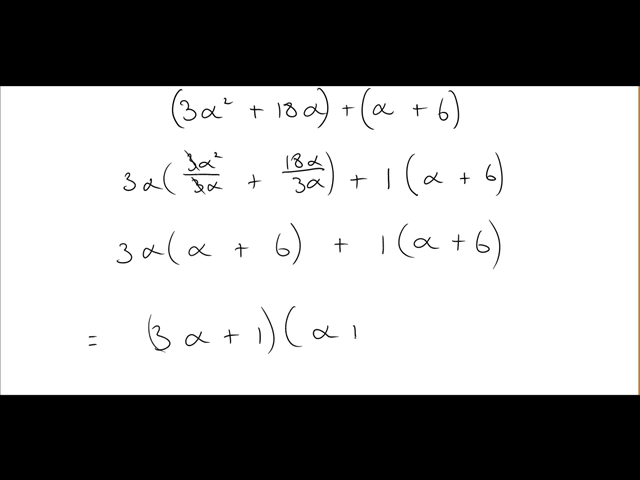 (3α² + 18α) + (α + 6)
3α(3α²/3α + 18α/3α) + 1(α + 6)
3α(α + 6) + 1(α + 6)
= (3α + 1)(α ı